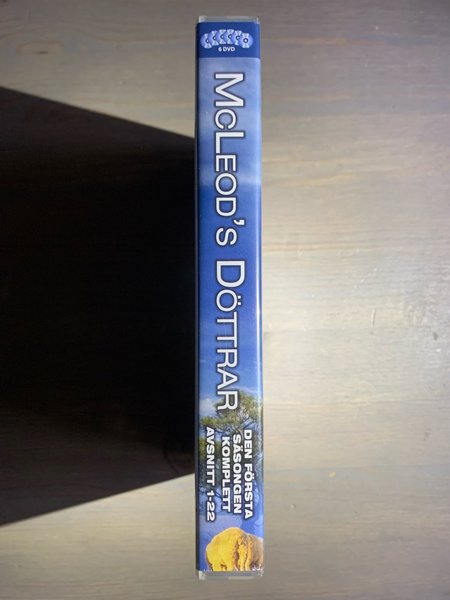 6 DVD
McLeod's Döttrar
DEN FÖRSTA
SÄSONGEN
KOMPLETT
AVSNITT 1-22